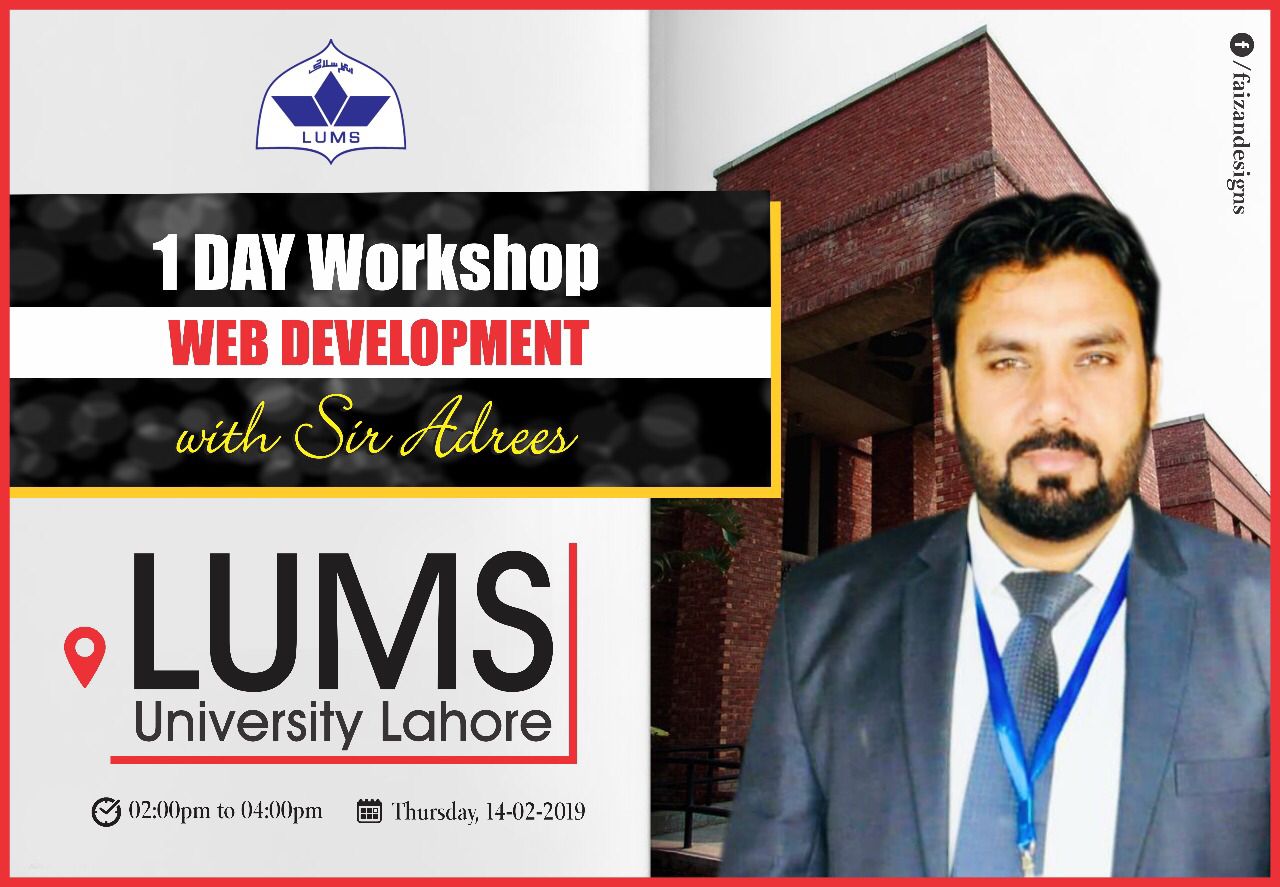 LUMS
1 DAY Workshop
WEB DEVELOPMENT
with Sir Adrees
LUMS
University Lahore
02:00pm to 04:00pm
Thursday, 14-02-2019
/faizandesigns